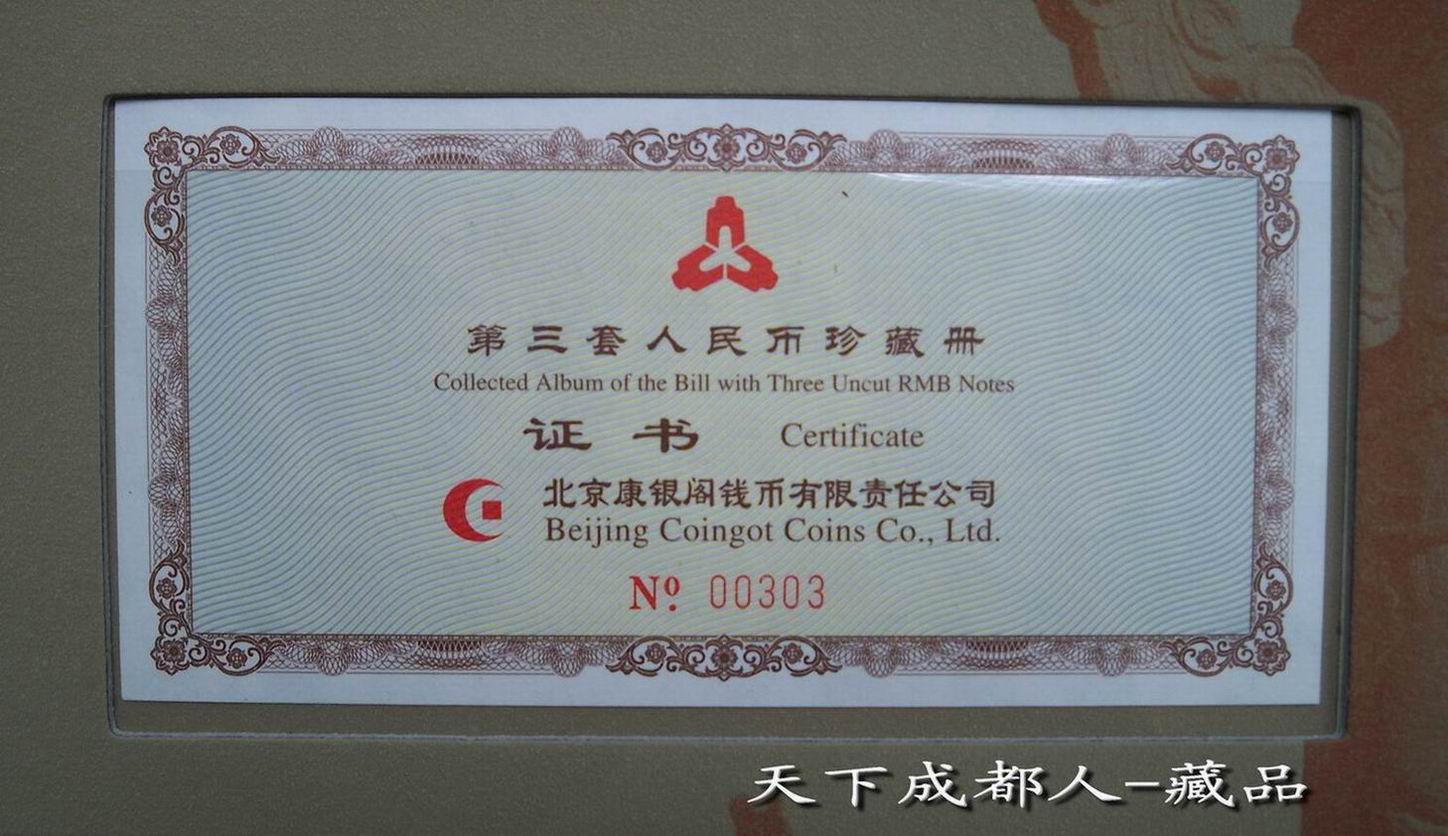 第三套人民币珍藏册
Collected Album of the Bill with Three Uncut RMB Notes
证书 Certificate
北京康银阁钱币有限责任公司
Beijing Coingot Coins Co., Ltd.
Nº 00303
天下成都人-藏品